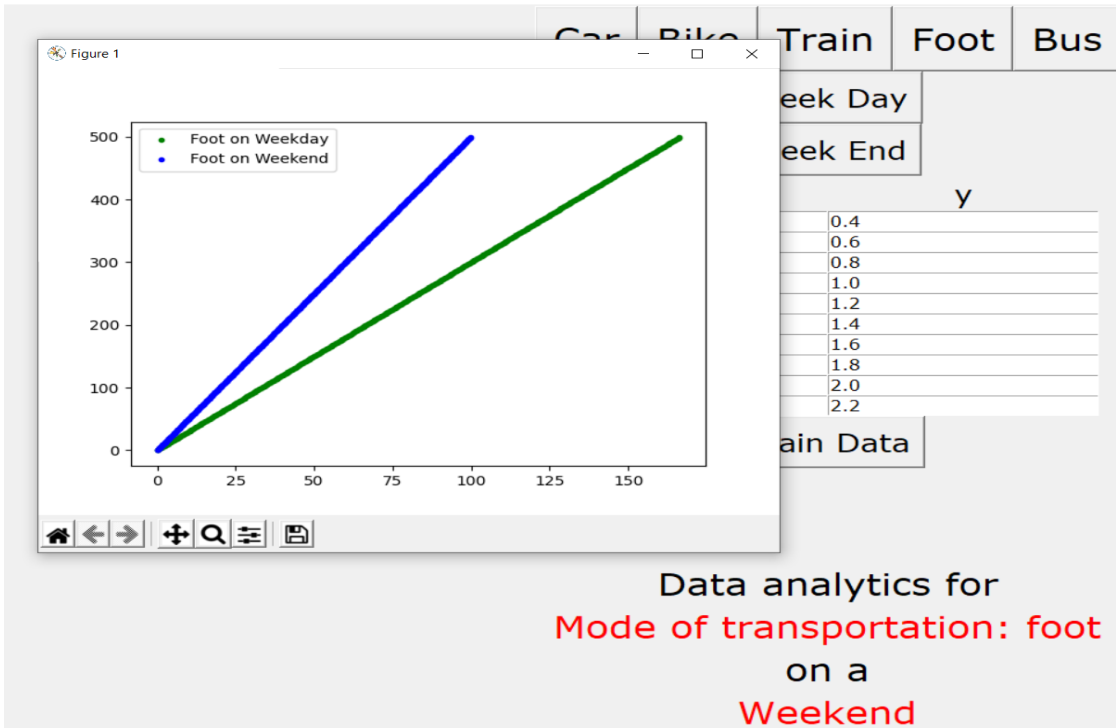 Figure 1
Train
Foot
Bus
Foot on Weekday
Foot on Weekend
500
400
300
200
100
0
0 25 50 75 100 125 150
eek Day
eek End
y
0.4
0.6
0.8
1.0
1.2
1.4
1.6
1.8
2.0
2.2
ain Data
Data analytics for
Mode of transportation: foot
on a
Weekend